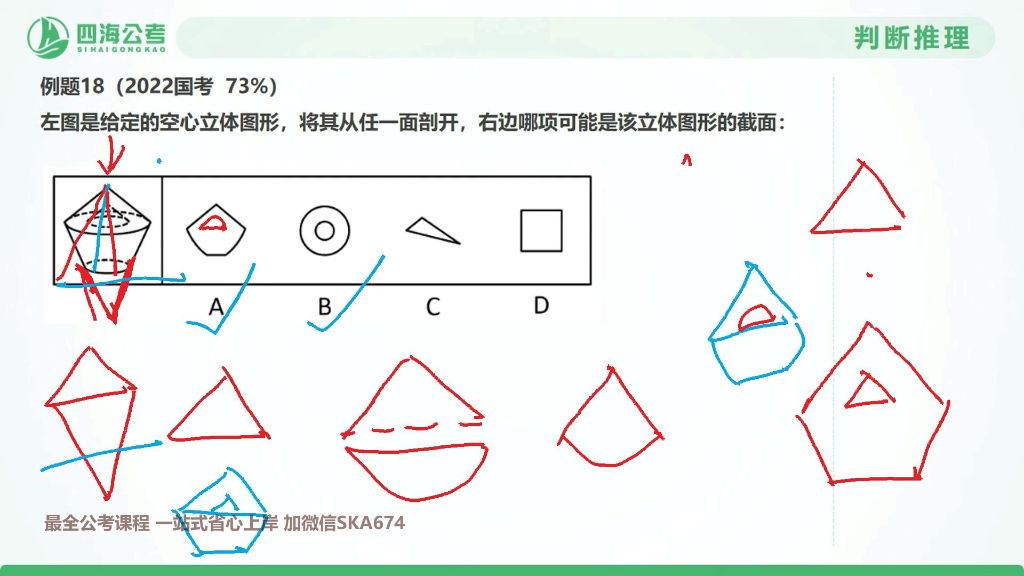 四海公考
SIHAIGONGKAO
判断推理
例题18（2022国考 73%）
左图是给定的空心立体图形，将其从任一面剖开，右边哪项可能是该立体图形的截面：
A B C D
最全公考课程 一站式省心上岸 加微信SKA674